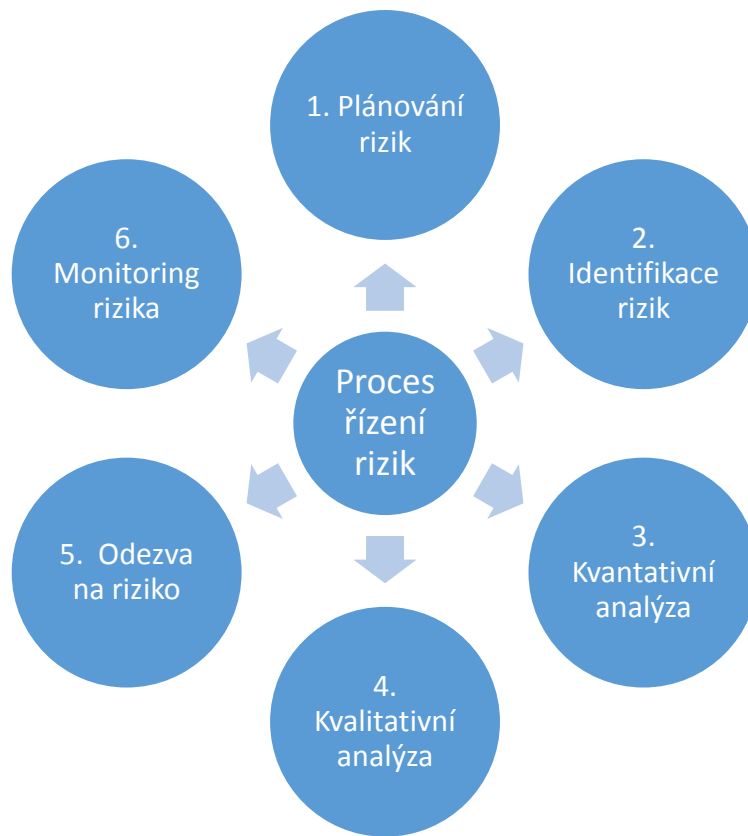 1. Plánování
rizik
2.
Identifikace
rizik
3.
Kvantativní
analýza
4.
Kvalitativní
analýza
5.  Odezva
na riziko
6.
Monitoring
rizika
Proces
řízení
rizik